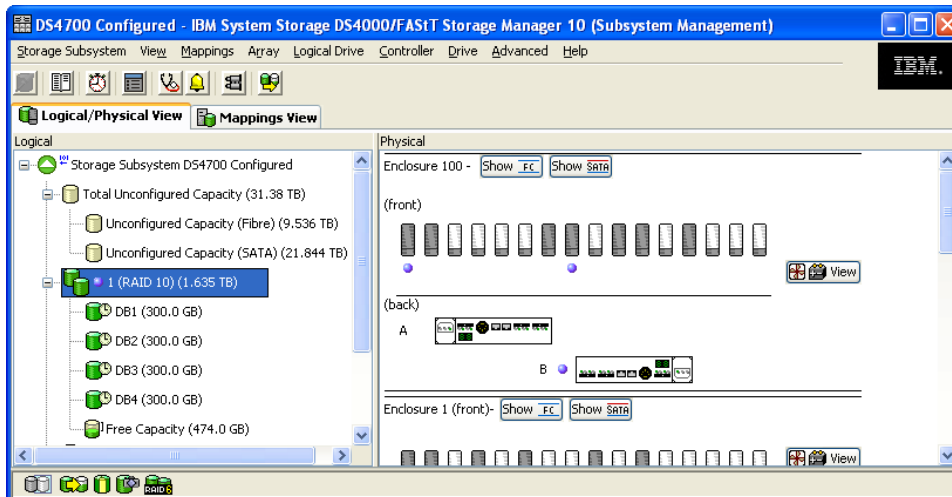 DS4700 Configured - IBM System Storage DS4000/FAStT Storage Manager 10 (Subsystem Management)
Storage Subsystem View Mappings Array Logical Drive Controller Drive Advanced Help
IBM.
Logical/Physical View Mappings View
Logical
Storage Subsystem DS4700 Configured
Total Unconfigured Capacity (31.38 TB)
Unconfigured Capacity (Fibre) (9.536 TB)
Unconfigured Capacity (SATA) (21.844 TB)
1 (RAID 10) (1.635 TB)
DB1 (300.0 GB)
DB2 (300.0 GB)
DB3 (300.0 GB)
DB4 (300.0 GB)
Free Capacity (474.0 GB)
Physical
Enclosure 100 - Show FC Show SATA
(front)
View
(back)
A
B
Enclosure 1 (front)- Show FC Show SATA
View
RAID 6